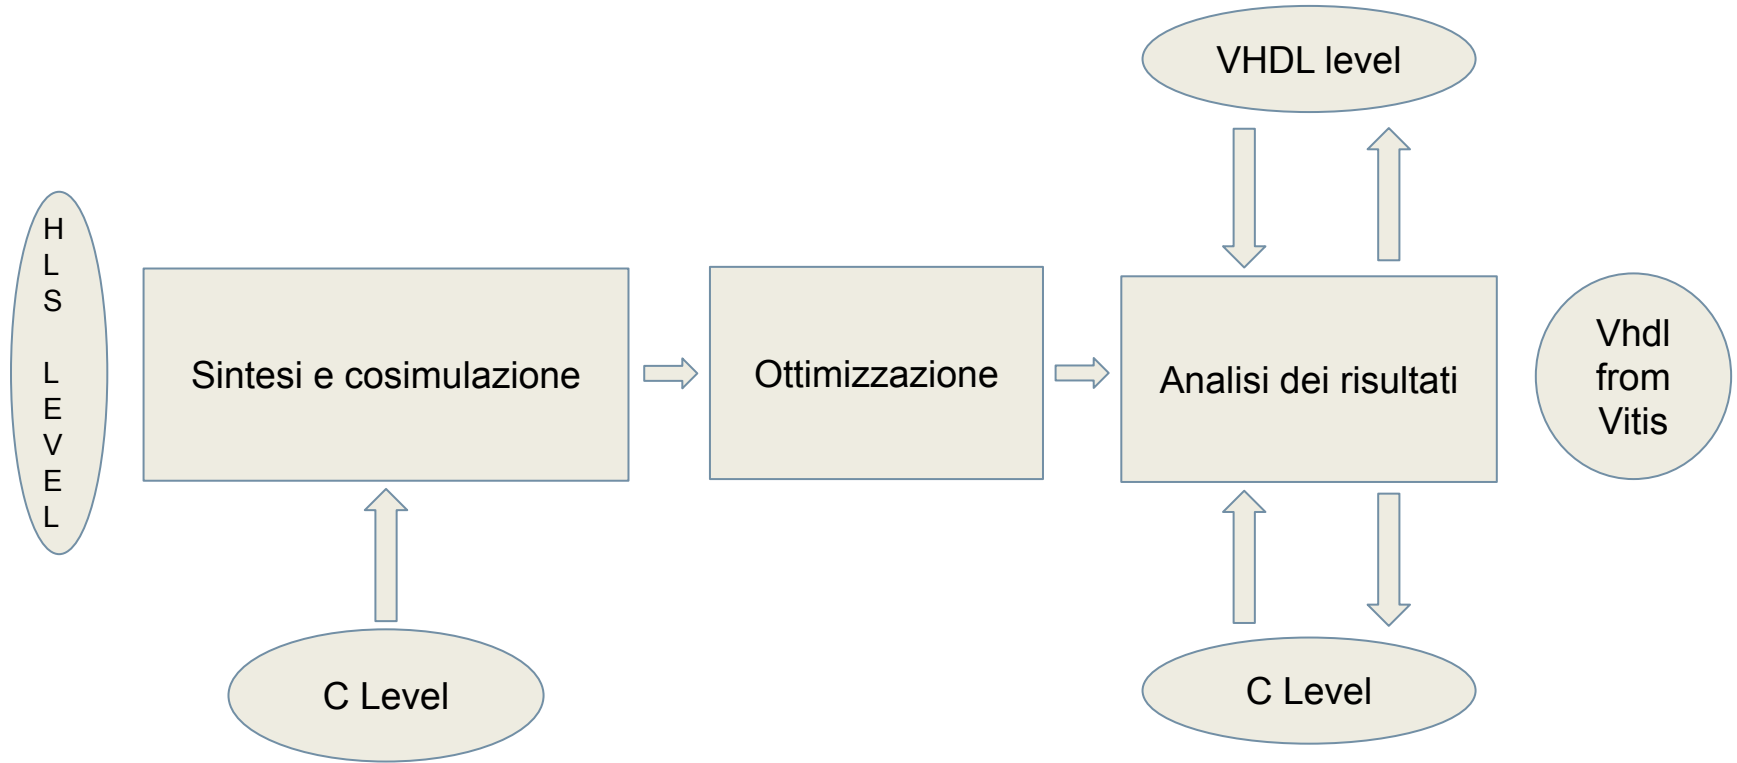 VHDL level
H
L
S
L
E
V
E
L
Sintesi e cosimulazione
Ottimizzazione
Analisi dei risultati
Vhdl
from
Vitis
C Level
C Level